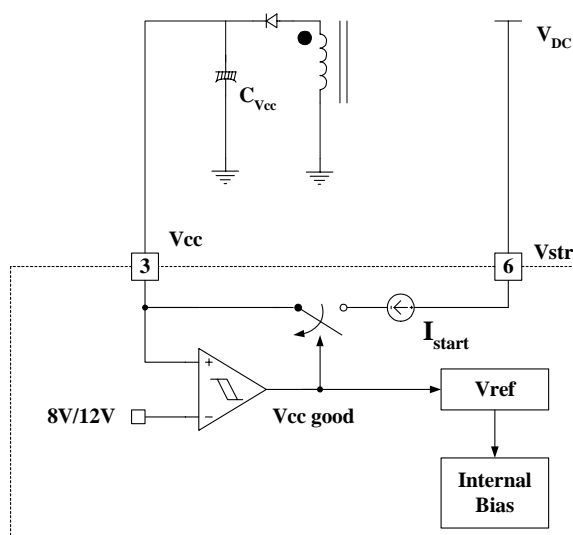 V_DC
C_Vcc
Vcc
Vstr
3
6
I_start
+
8V/12V
−
Vcc good
Vref
Internal
Bias